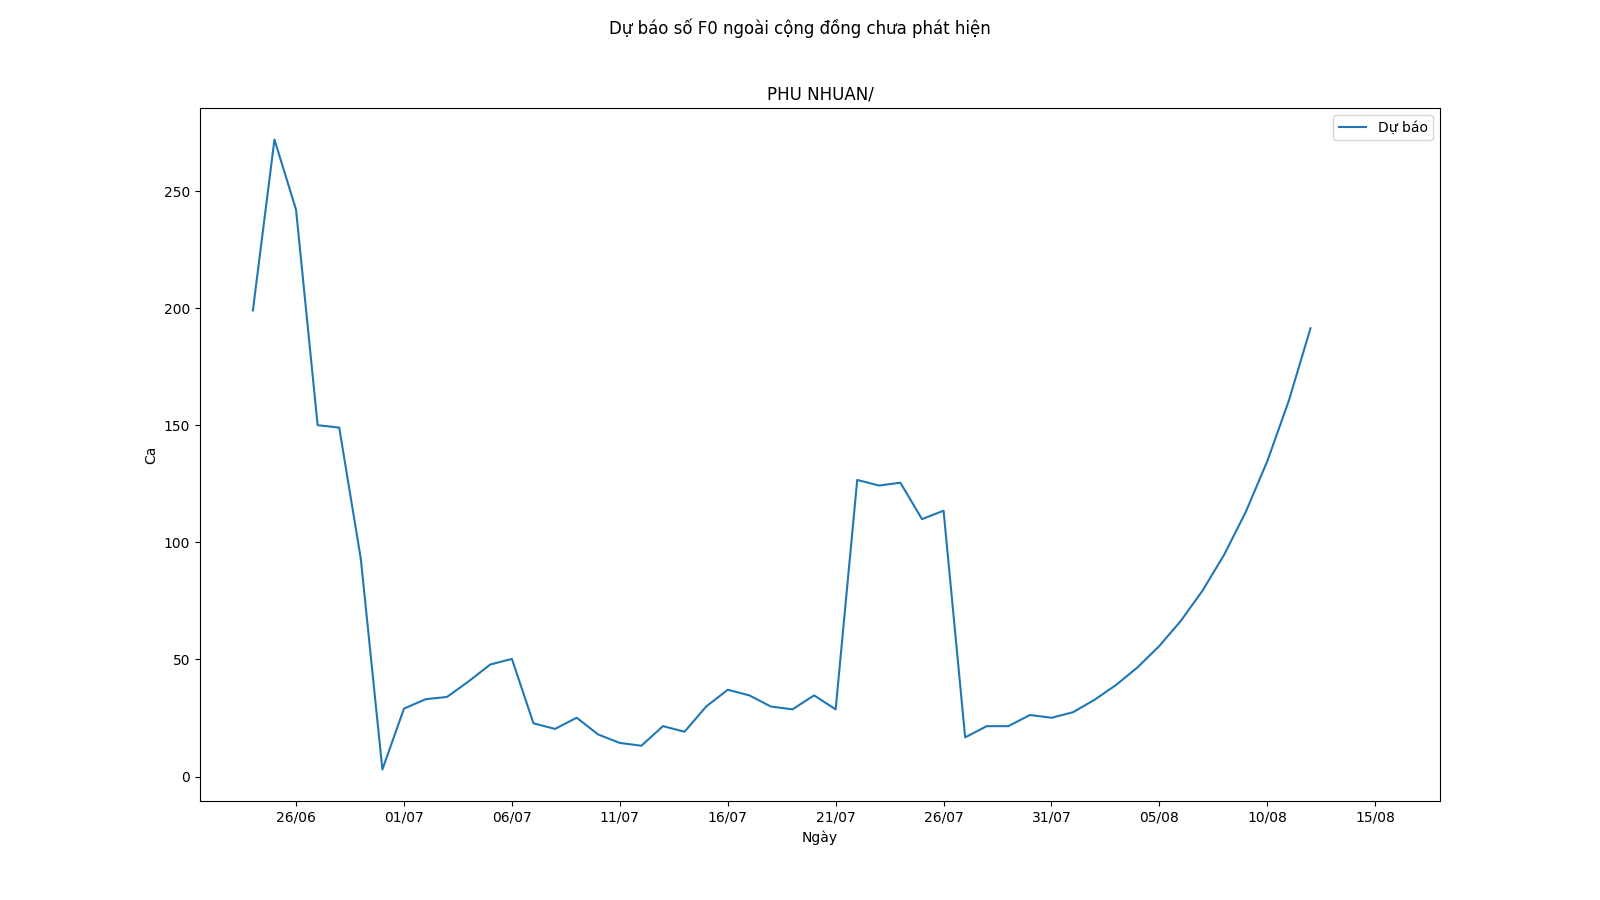 Dự báo số F0 ngoài cộng đồng chưa phát hiện
PHU NHUAN/
Dự báo
250
200
150
100
50
0
Ca
26/06 01/07 06/07 11/07 16/07 21/07 26/07 31/07 05/08 10/08 15/08
Ngày